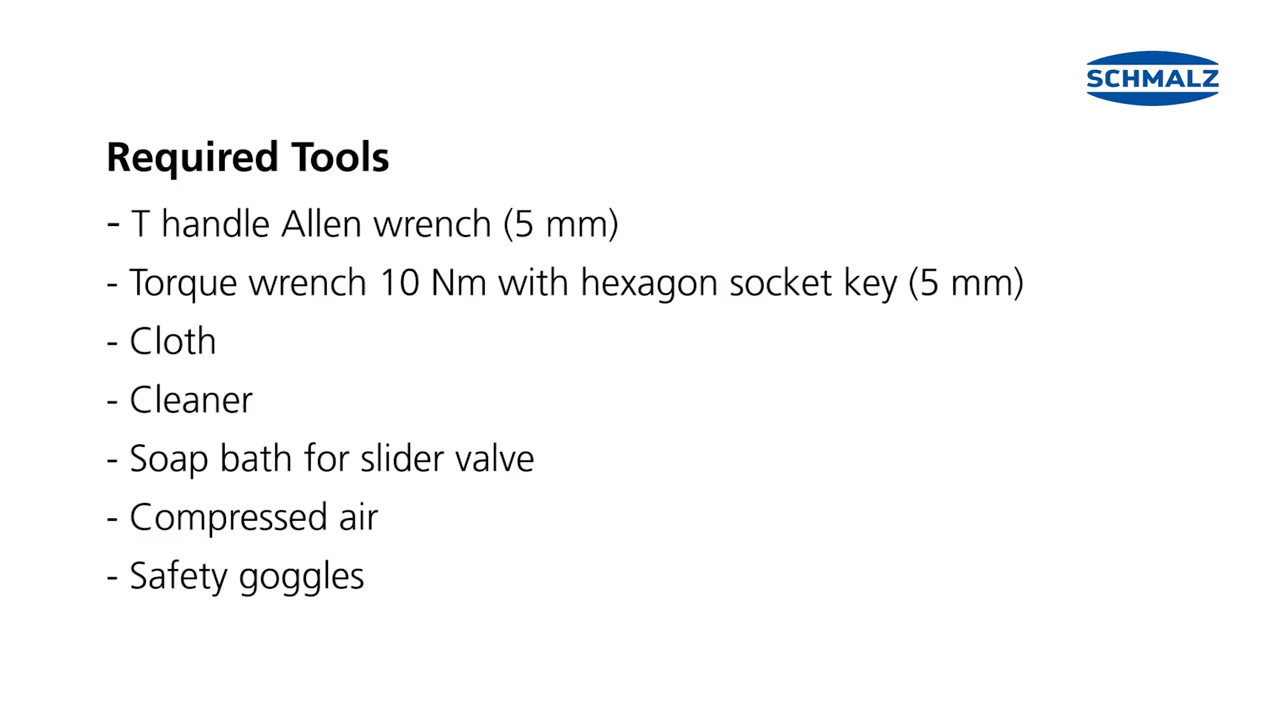 SCHMALZ
Required Tools
- T handle Allen wrench (5 mm)
- Torque wrench 10 Nm with hexagon socket key (5 mm)
- Cloth
- Cleaner
- Soap bath for slider valve
- Compressed air
- Safety goggles